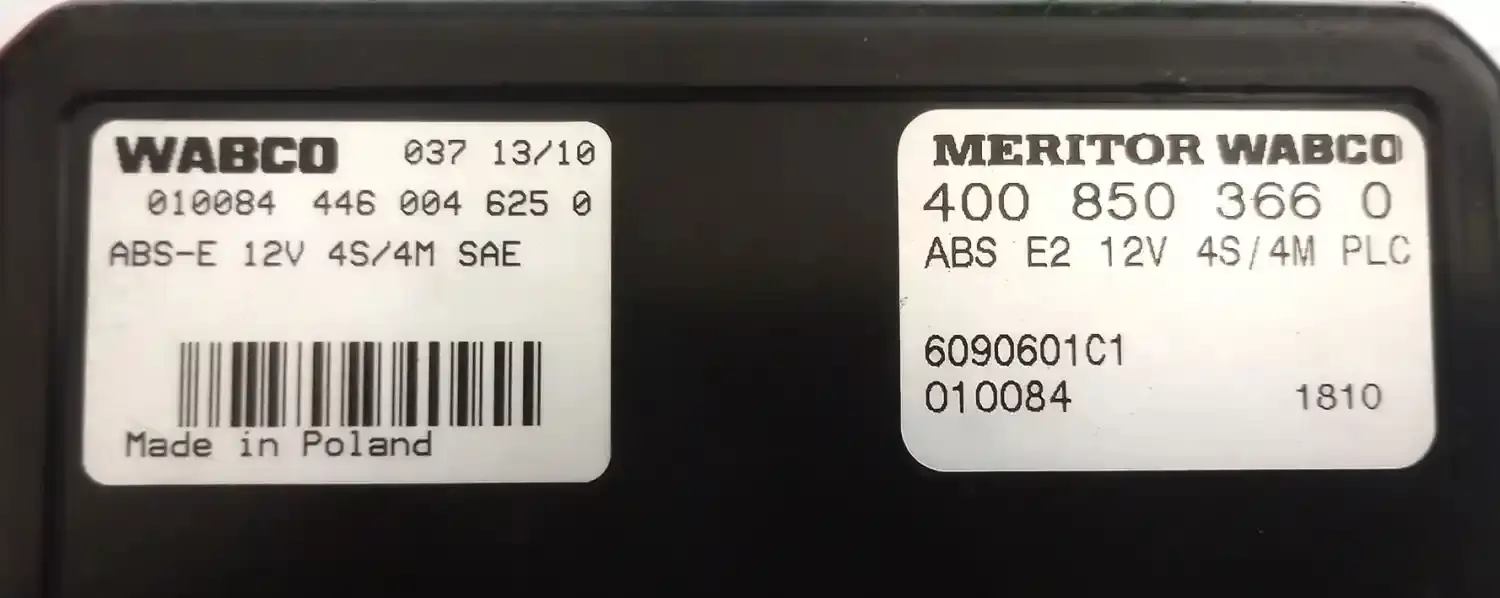 WABCO 037 13/10
010084 446 004 625 0
ABS-E 12V 4S/4M SAE
Made in Poland
MERITOR WABCO
400 850 366 0
ABS E2 12V 4S/4M PLC
6090601C1
010084 1810